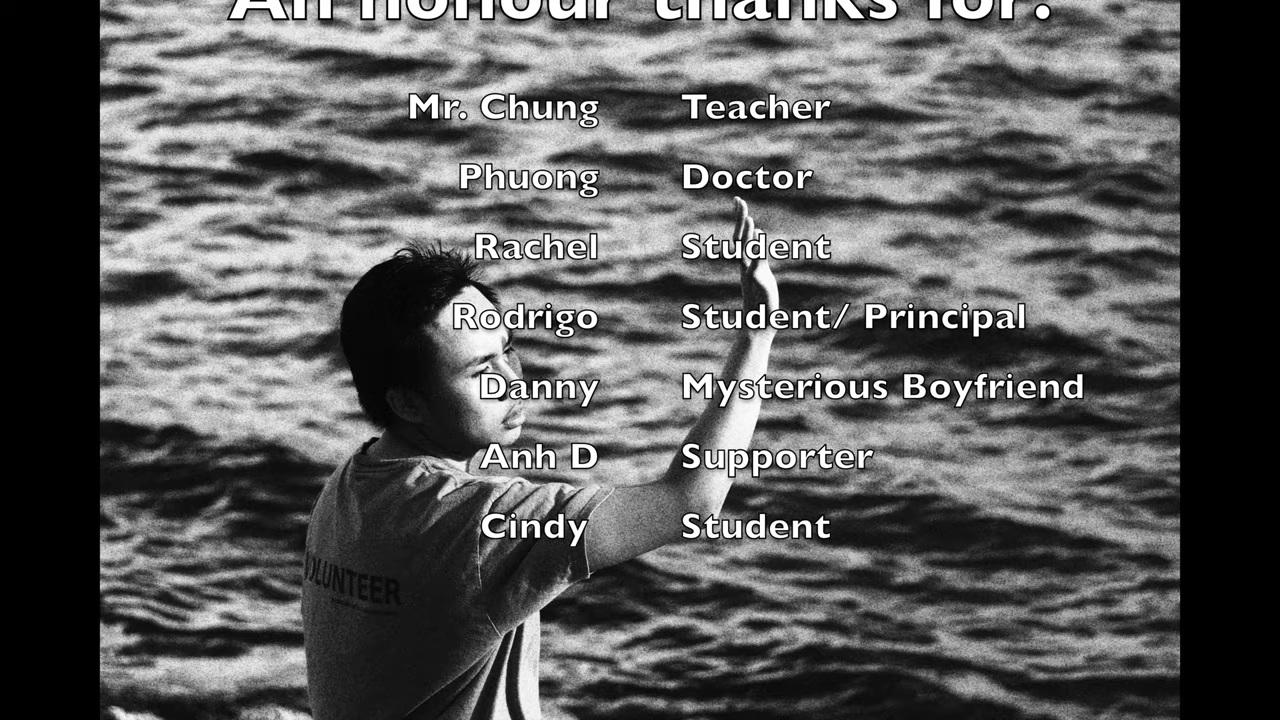 An honour thanks for:
Mr. Chung Teacher
Phuong Doctor
Rachel Student
Rodrigo Student/ Principal
Danny Mysterious Boyfriend
Anh D Supporter
Cindy Student
VOLUNTEER